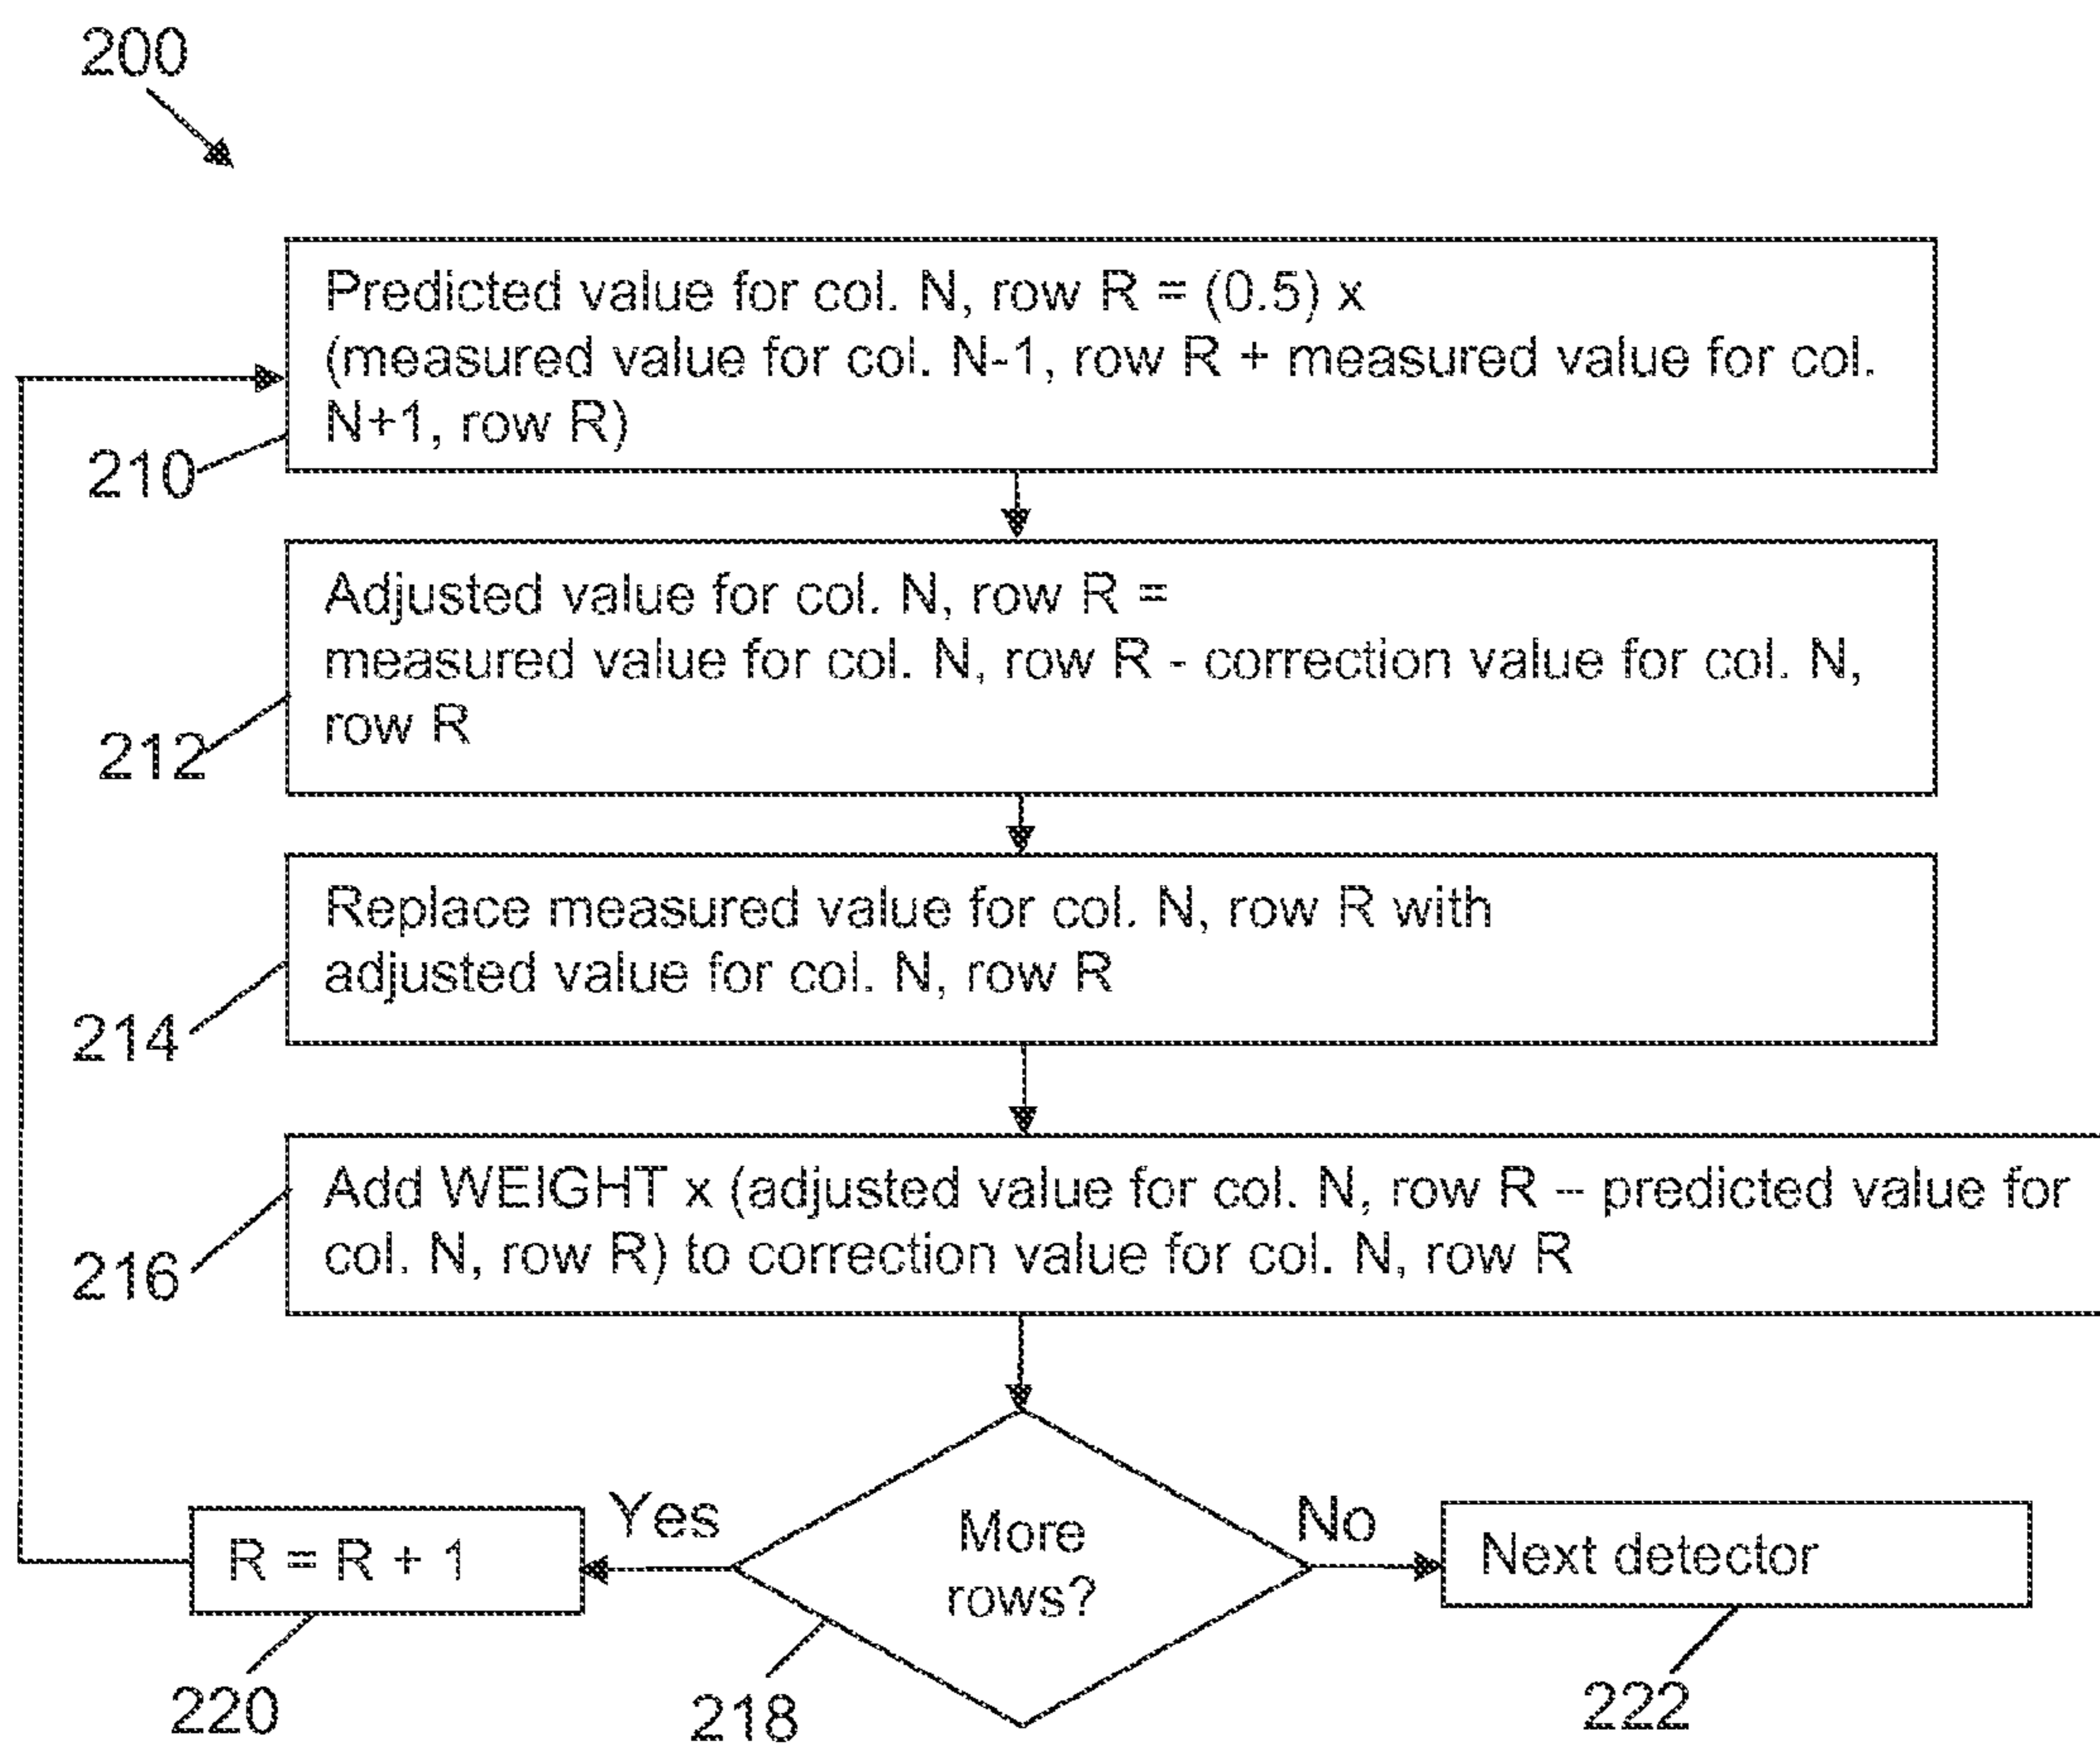 200
Predicted value for col. N, row R = (0.5) x
(measured value for col. N-1, row R + measured value for col.
N+1, row R)
210
Adjusted value for col. N, row R =
measured value for col. N, row R - correction value for col. N,
row R
212
Replace measured value for col. N, row R with
adjusted value for col. N, row R
214
Add WEIGHT x (adjusted value for col. N, row R – predicted value for
col. N, row R) to correction value for col. N, row R
216
Yes
No
R = R + 1
More
rows?
Next detector
220
218
222